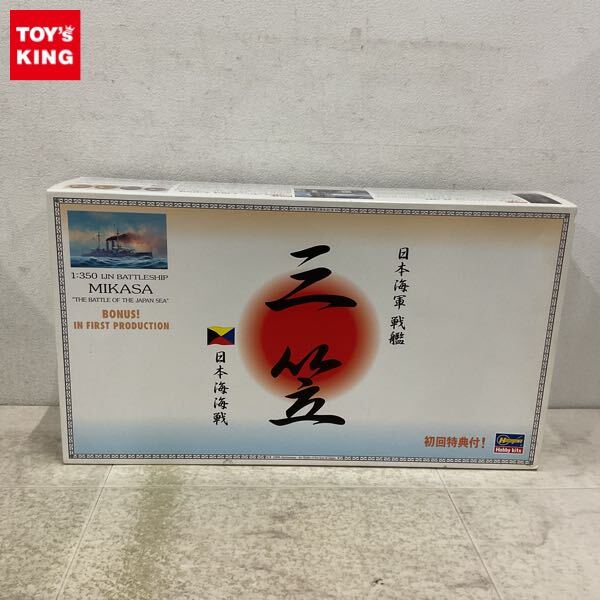 TOY's
KING
1:350 IJN BATTLESHIP
MIKASA
"THE BATTLE OF THE JAPAN SEA"
BONUS!
IN FIRST PRODUCTION
日本海軍 戦艦
三笠
日本海海戦
初回特典付!
Hasegawa
Hobby kits